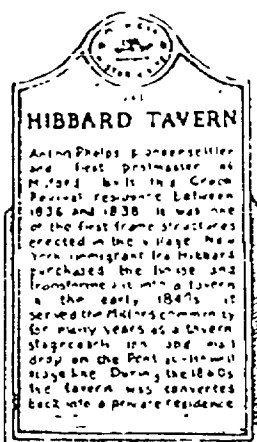 THE
HIBBARD TAVERN
Phelps, pioneer settler
and first postmaster of
Milford, built this Greek
Revival residence between
1836 and 1838. It was one
of the first frame structures
erected in the village. New
York immigrant Ira Hibbard
purchased the house and
transformed it into a tavern
in the early 1840s. It
served the Milford community
for many years as a tavern,
stagecoach inn and mail
drop on the
stage line. During the 1860s
the tavern was converted
back into a private residence